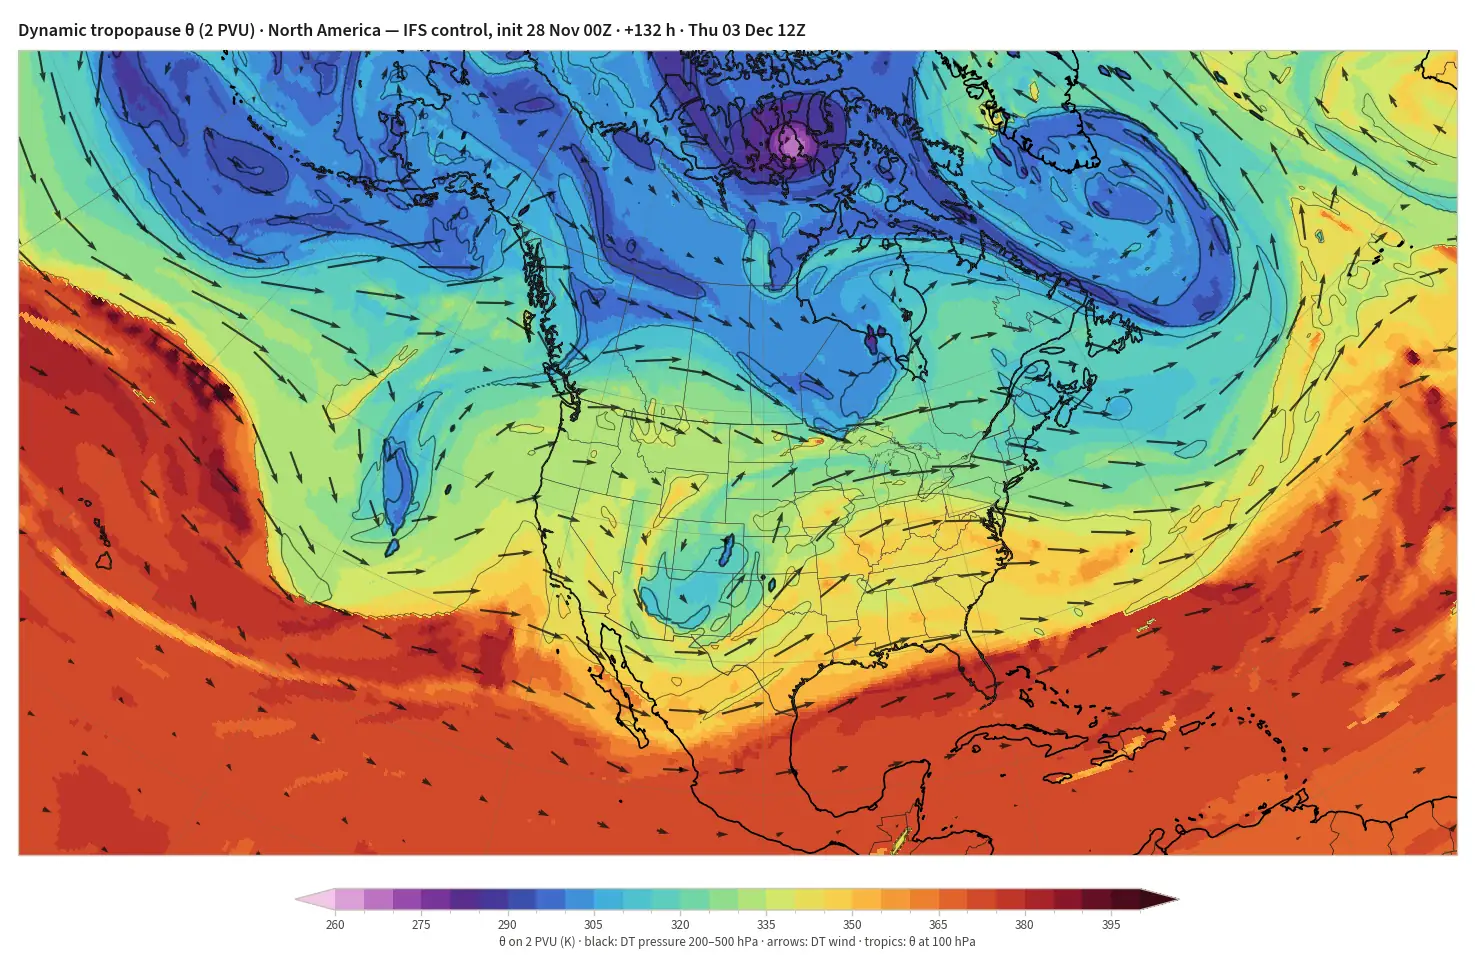 Dynamic tropopause θ (2 PVU) · North America — IFS control, init 28 Nov 00Z · +132 h · Thu 03 Dec 12Z
260 275 290 305 320 335 350 365 380 395
θ on 2 PVU (K) · black: DT pressure 200–500 hPa · arrows: DT wind · tropics: θ at 100 hPa